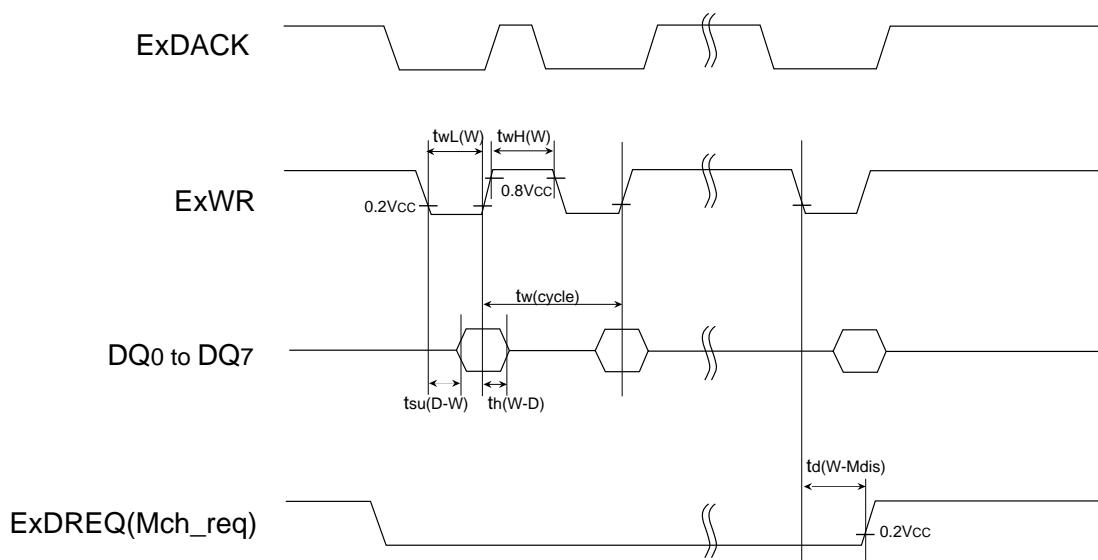 ExDACK
twL(W)
twH(W)
ExWR
0.2VCC
0.8VCC
tw(cycle)
DQ0 to DQ7
tsu(D-W)
th(W-D)
td(W-Mdis)
ExDREQ(Mch_req)
0.2VCC